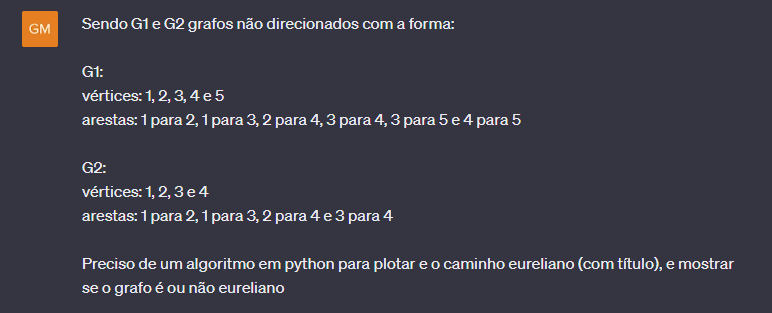 GM
Sendo G1 e G2 grafos não direcionados com a forma:
G1:
vértices: 1, 2, 3, 4 e 5
arestas: 1 para 2, 1 para 3, 2 para 4, 3 para 4, 3 para 5 e 4 para 5
G2:
vértices: 1, 2, 3 e 4
arestas: 1 para 2, 1 para 3, 2 para 4 e 3 para 4
Preciso de um algoritmo em python para plotar e o caminho eureliano (com título), e mostrar
se o grafo é ou não eureliano